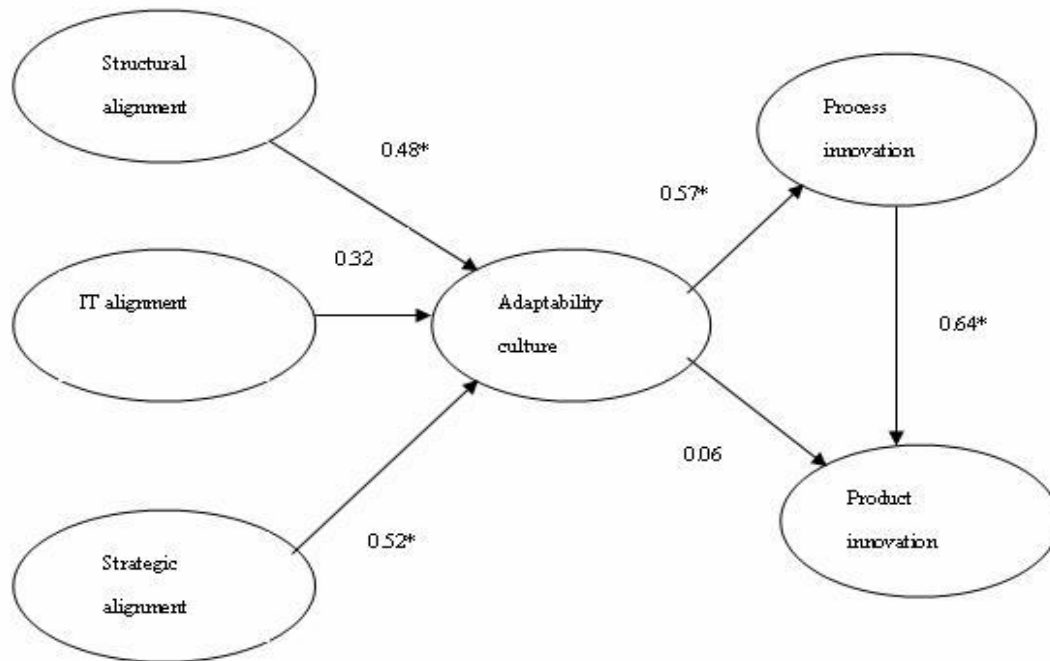 Structural
alignment
Process
innovation
0.48*
0.57*
0.32
IT alignment
Adaptability
culture
0.64*
0.06
Product
innovation
0.52*
Strategic
alignment